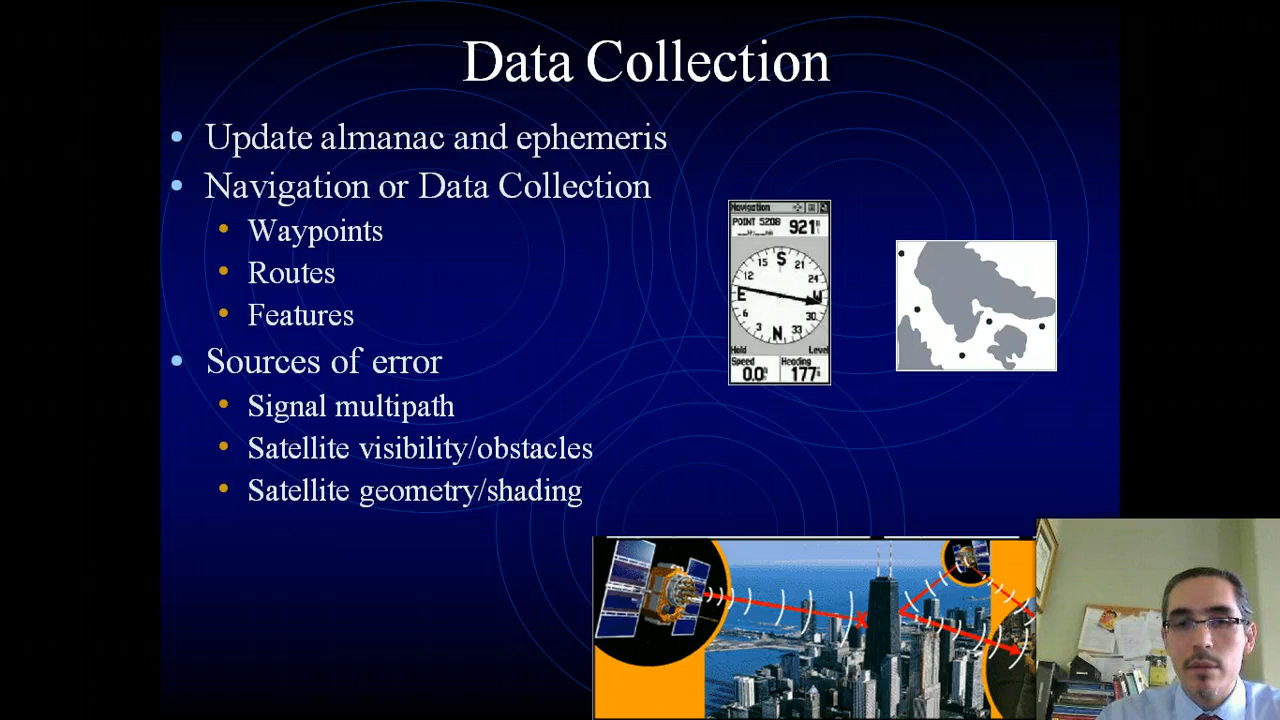 Data Collection
Update almanac and ephemeris
Navigation or Data Collection
Waypoints
Routes
Features
Sources of error
Signal multipath
Satellite visibility/obstacles
Satellite geometry/shading
Navigation
POINT 5208
921
S
15
21
12
24
E
W
6
30
3
33
N
Hold
Level
Speed
Heading
0.0
177